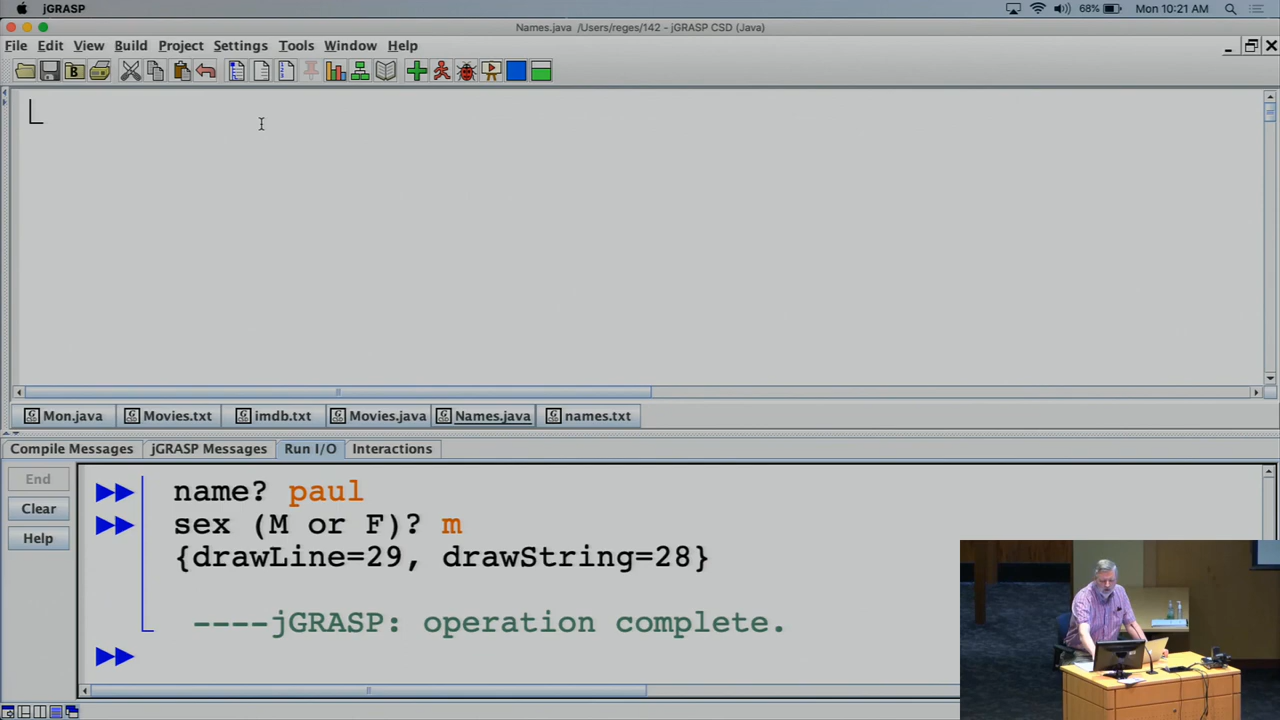 jGRASP 68% Mon 10:21 AM
Names.java /Users/reges/142 - jGRASP CSD (Java)
File Edit View Build Project Settings Tools Window Help
Mon.java Movies.txt imdb.txt Movies.java Names.java names.txt
Compile Messages jGRASP Messages Run I/O Interactions
End
Clear
Help
name? paul
sex (M or F)? m
{drawLine=29, drawString=28}
----jGRASP: operation complete.